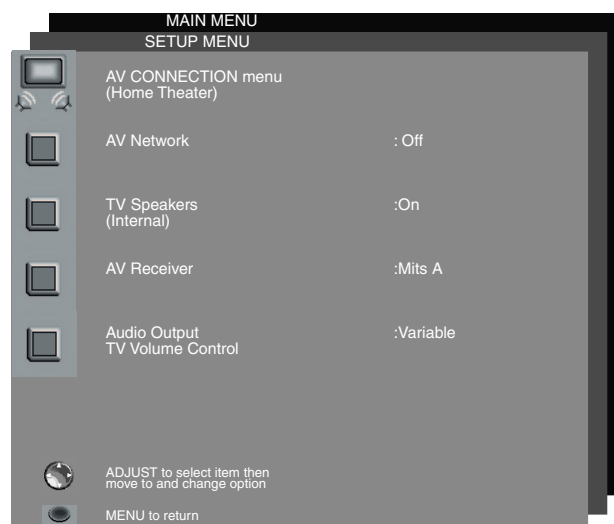 MAIN MENU
SETUP MENU
AV CONNECTION menu
(Home Theater)
AV Network : Off
TV Speakers :On
(Internal)
AV Receiver :Mits A
Audio Output :Variable
TV Volume Control
ADJUST to select item then
move to and change option
MENU to return